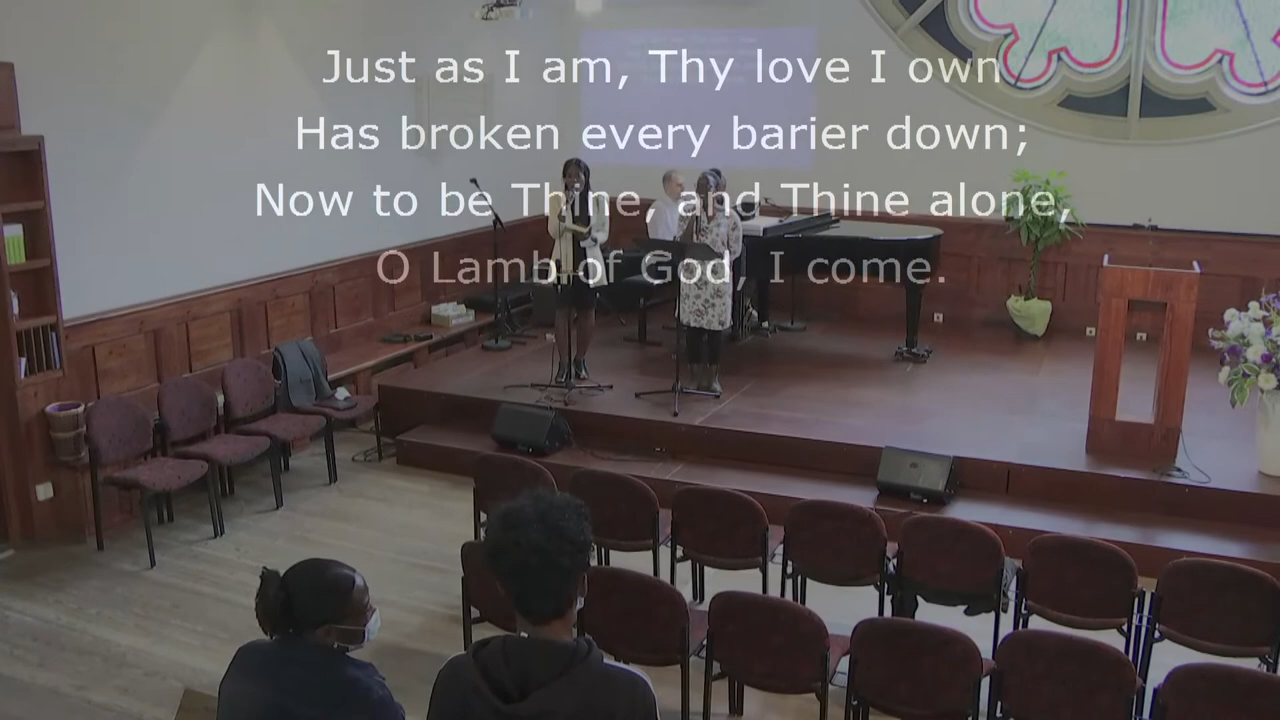 Just as I am, Thy love I own
Has broken every barier down;
Now to be Thine, and Thine alone,
O Lamb of God, I come.